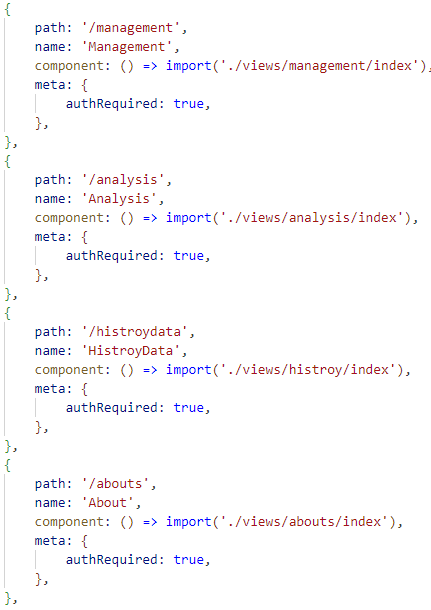 {
    path: '/management',
    name: 'Management',
    component: () => import('./views/management/index'),
    meta: {
        authRequired: true,
    },
},
{
    path: '/analysis',
    name: 'Analysis',
    component: () => import('./views/analysis/index'),
    meta: {
        authRequired: true,
    },
},
{
    path: '/histroydata',
    name: 'HistroyData',
    component: () => import('./views/histroy/index'),
    meta: {
        authRequired: true,
    },
},
{
    path: '/abouts',
    name: 'About',
    component: () => import('./views/abouts/index'),
    meta: {
        authRequired: true,
    },
},